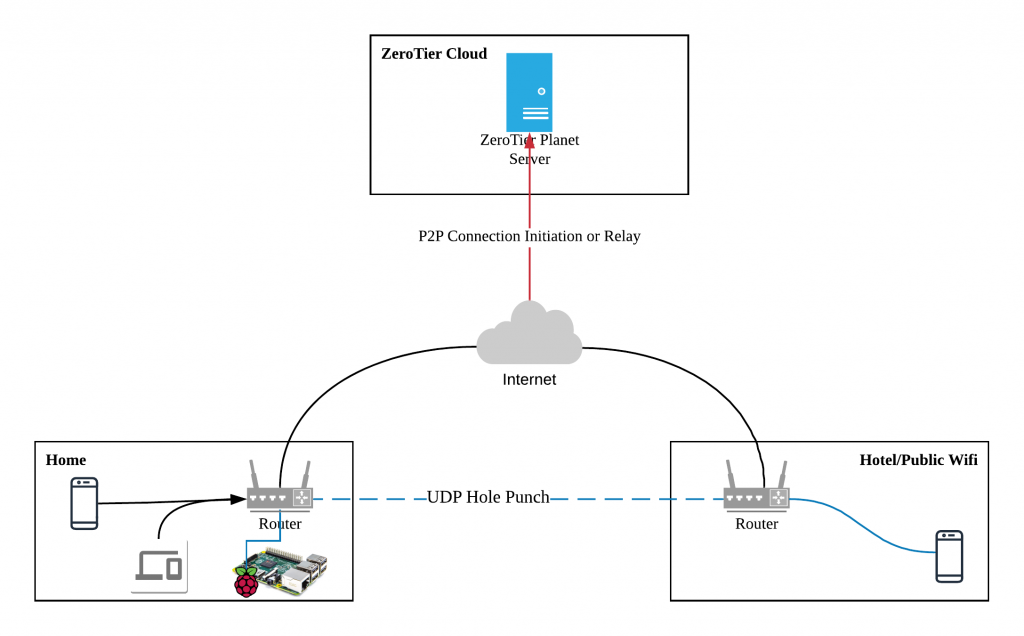 ZeroTier Cloud
ZeroTier Planet
Server
P2P Connection Initiation or Relay
Internet
Home
Hotel/Public Wifi
UDP Hole Punch
Router
Router